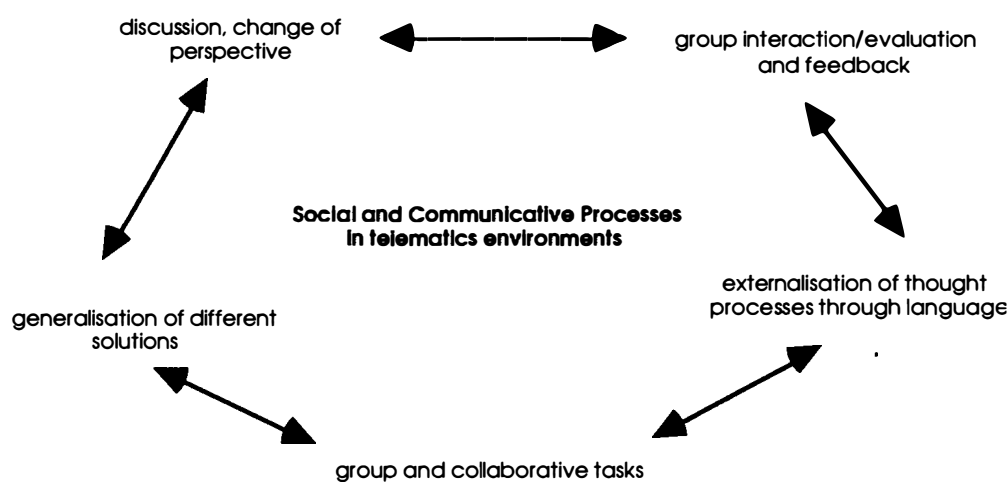 discussion, change of
perspective
group interaction/evaluation
and feedback
Social and Communicative Processes
in telematics environments
externalisation of thought
processes through language
generalisation of different
solutions
group and collaborative tasks